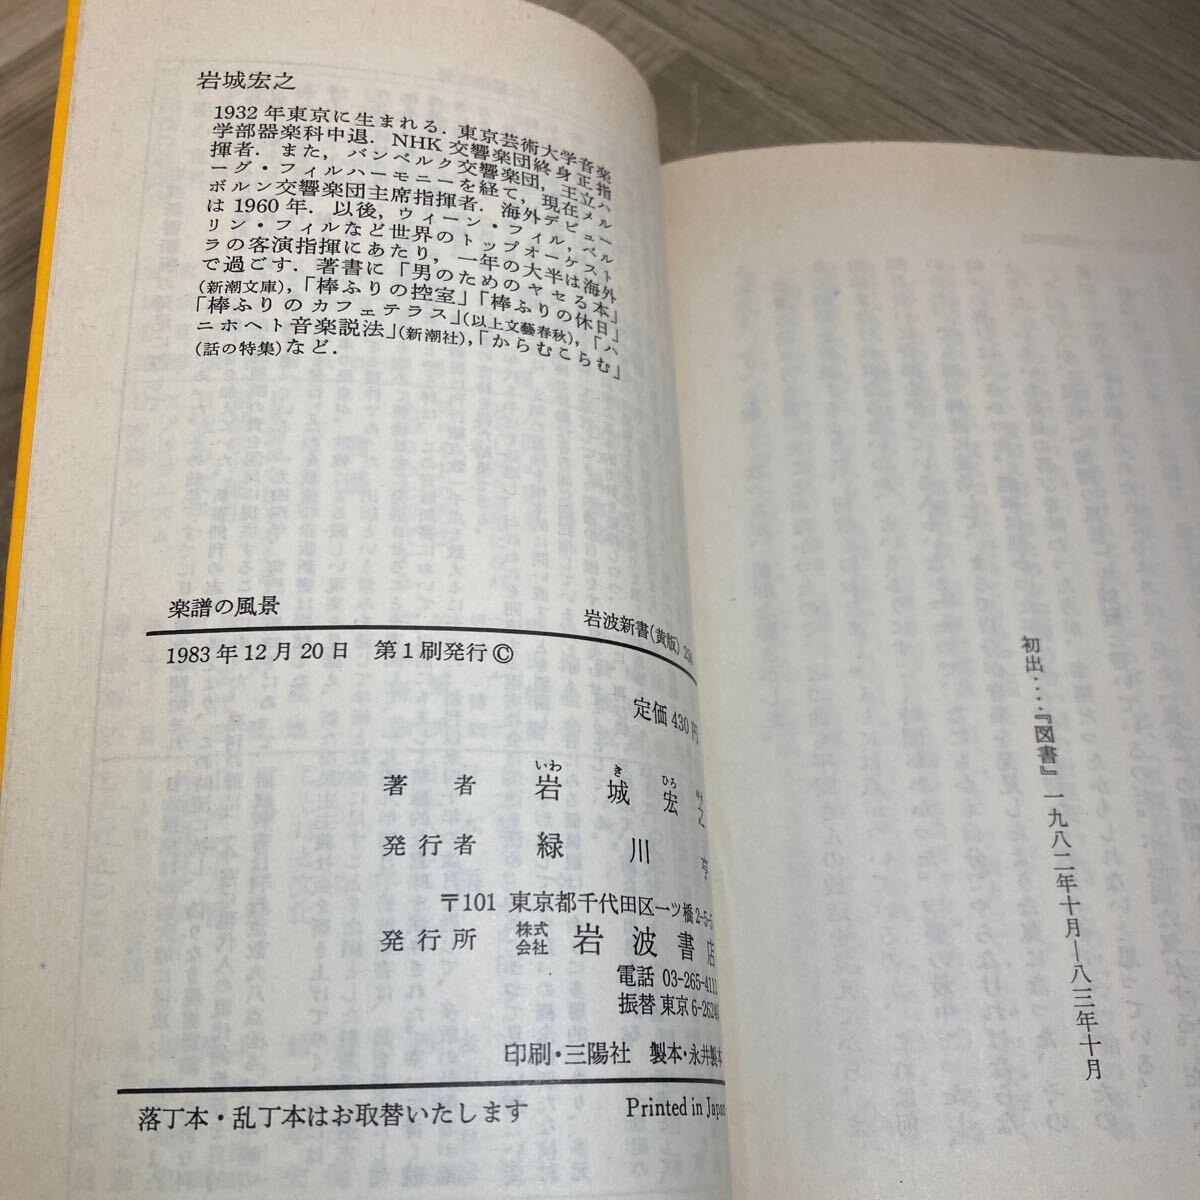 岩城宏之
1932年東京に生まれる．東京芸術大学音楽
学部器楽科中退．NHK交響楽団終身正指
揮者．また，バンベルク交響楽団，王立ハ
ーグ・フィルハーモニーを経て，現在メル
ボルン交響楽団主席指揮者．海外デビュー
は1960年．以後，ウィーン・フィル，ベル
リン・フィルなど世界のトップオーケスト
ラの客演指揮にあたり，一年の大半は海外
で過ごす．著書に「男のためのヤセる本」
(新潮文庫)，「棒ふりの控室」「棒ふりの休日」
「棒ふりのカフェテラス」(以上文藝春秋)，「ハ
ニホヘト音楽説法」(新潮社)，「からむこらむ」
(話の特集)など．
楽譜の風景
岩波新書(黄版)
1983年12月20日 第1刷発行©
定価430円
著者 岩城宏之
いわ き ひろ
発行者 緑川亨
〒101 東京都千代田区一ツ橋2-5-5
発行所 株式会社 岩波書店
電話 03-265-4111
振替 東京6-26240
印刷・三陽社 製本・永井製本
落丁本・乱丁本はお取替いたします
Printed in Japan
初出……『図書』一九八二年十月―八三年十月